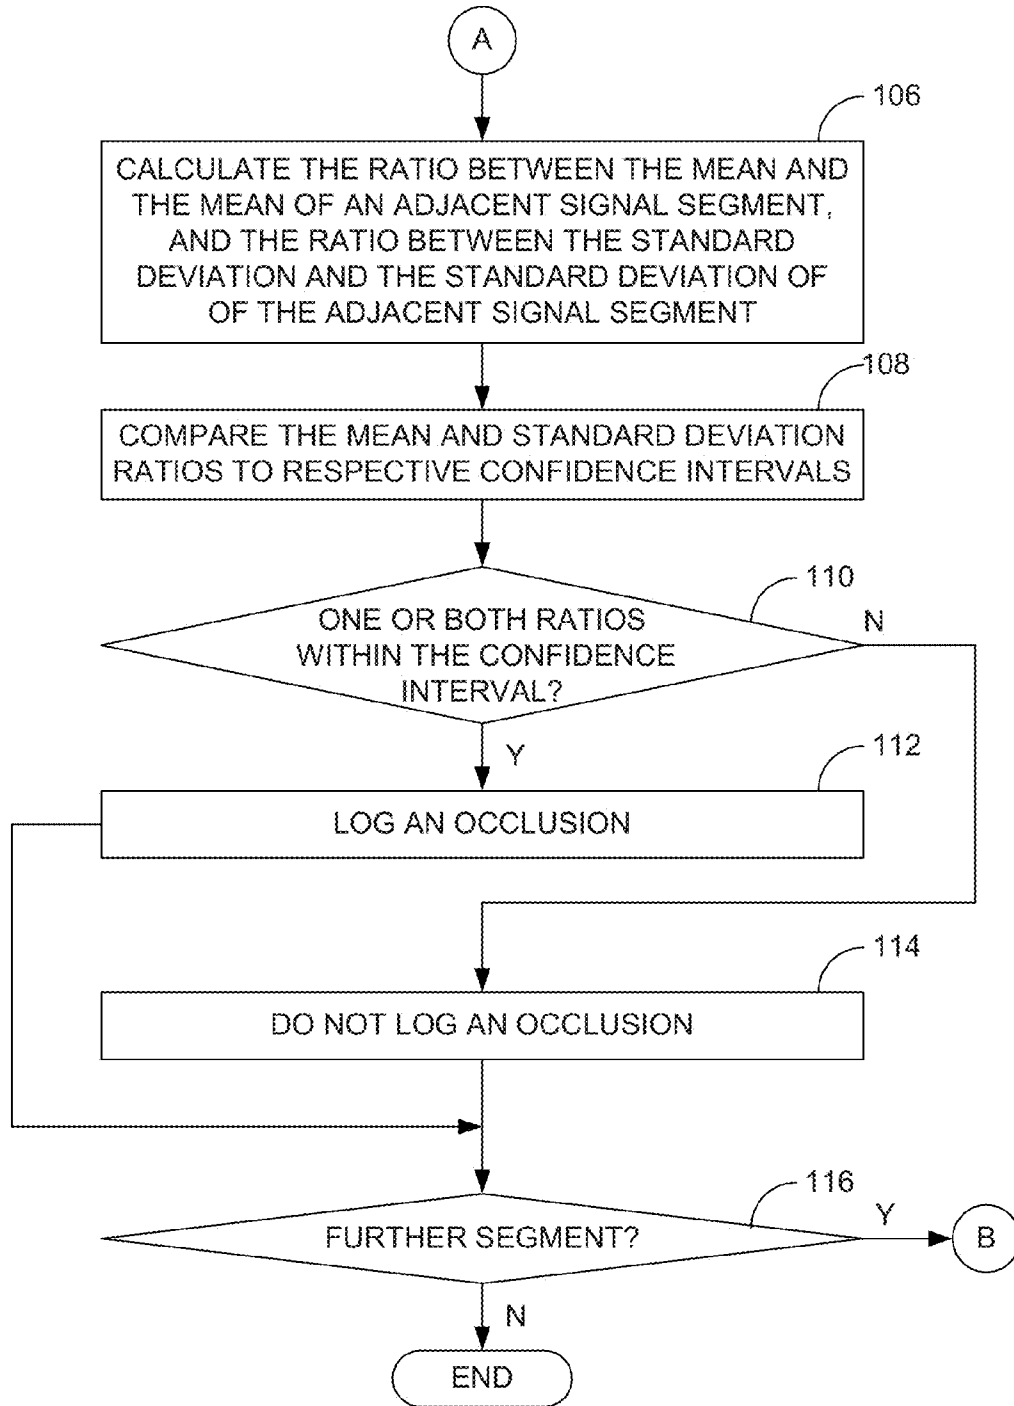 A
106
CALCULATE THE RATIO BETWEEN THE MEAN AND
THE MEAN OF AN ADJACENT SIGNAL SEGMENT,
AND THE RATIO BETWEEN THE STANDARD
DEVIATION AND THE STANDARD DEVIATION OF
OF THE ADJACENT SIGNAL SEGMENT
108
COMPARE THE MEAN AND STANDARD DEVIATION
RATIOS TO RESPECTIVE CONFIDENCE INTERVALS
110
ONE OR BOTH RATIOS
WITHIN THE CONFIDENCE
INTERVAL?
N
Y
112
LOG AN OCCLUSION
114
DO NOT LOG AN OCCLUSION
116
FURTHER SEGMENT?
Y
B
N
END